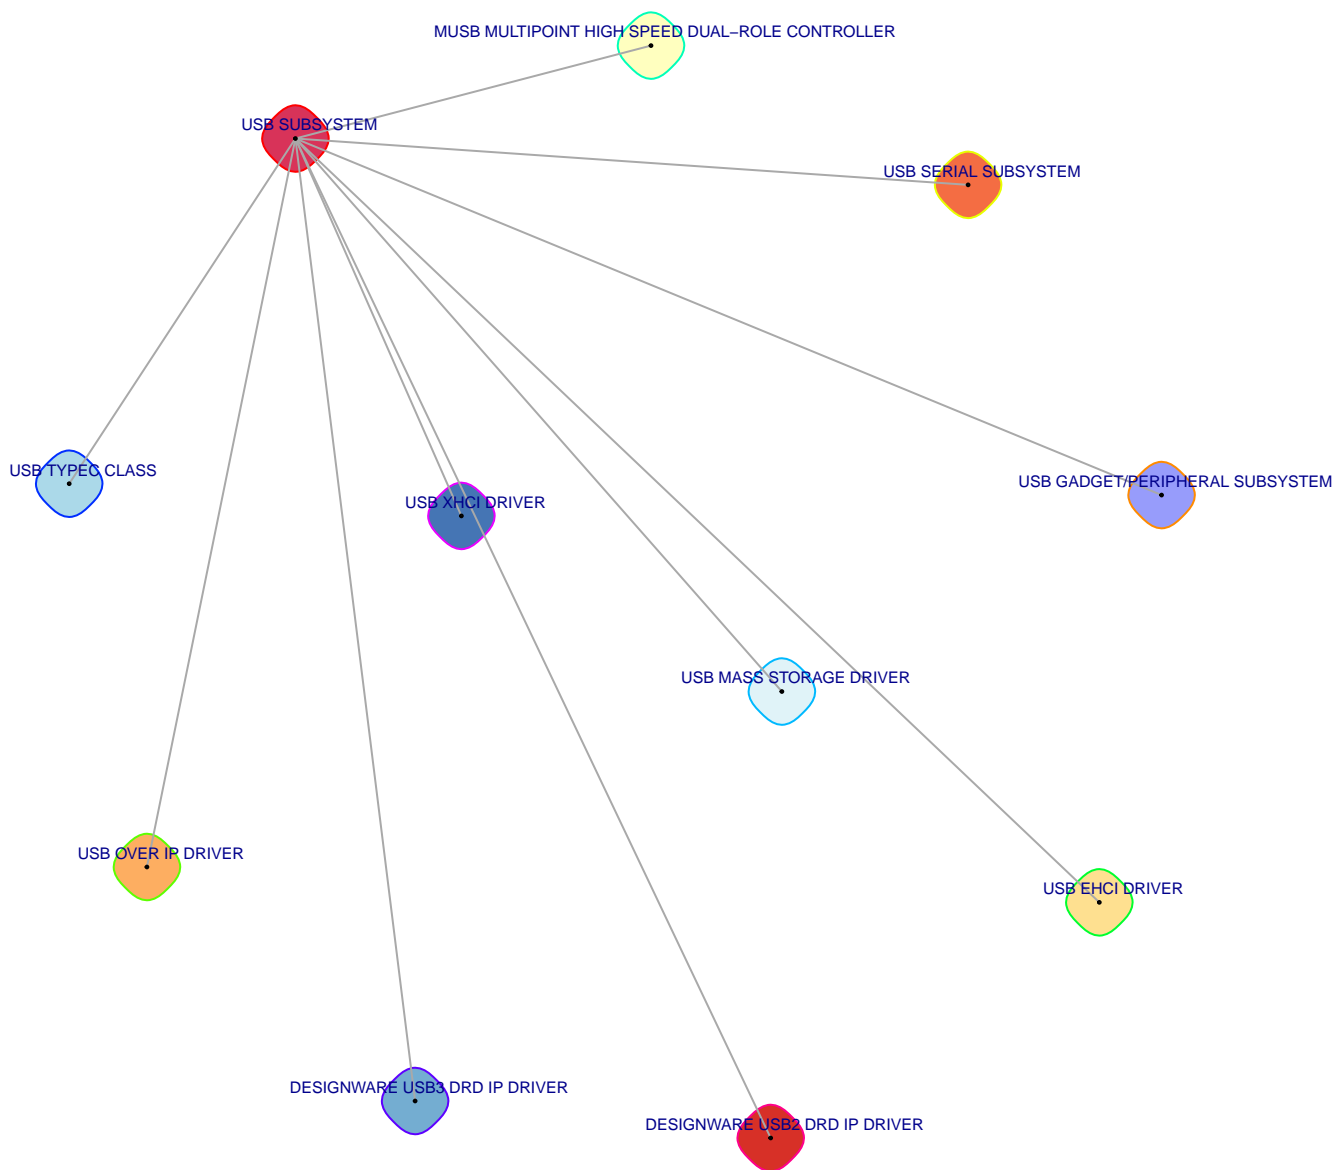 MUSB MULTIPOINT HIGH SPEED DUAL−ROLE CONTROLLER
USB SUBSYSTEM
USB SERIAL SUBSYSTEM
USB TYPEC CLASS
USB XHCI DRIVER
USB GADGET/PERIPHERAL SUBSYSTEM
USB MASS STORAGE DRIVER
USB OVER IP DRIVER
USB EHCI DRIVER
DESIGNWARE USB3 DRD IP DRIVER
DESIGNWARE USB2 DRD IP DRIVER